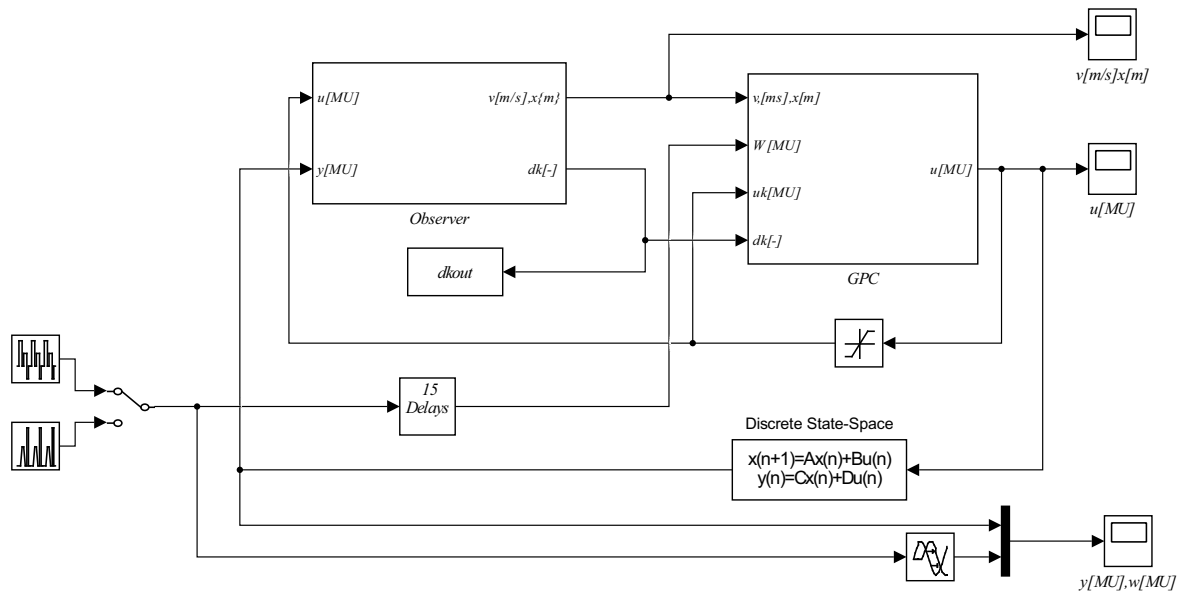 v[m/s]x[m]
u[MU]
v[m/s],x{m}
v,[ms],x[m]
W[MU]
y[MU]
dk[-]
u[MU]
uk[MU]
u[MU]
Observer
dk[-]
dkout
GPC
15
Delays
Discrete State-Space
x(n+1)=Ax(n)+Bu(n)
y(n)=Cx(n)+Du(n)
y[MU],w[MU]